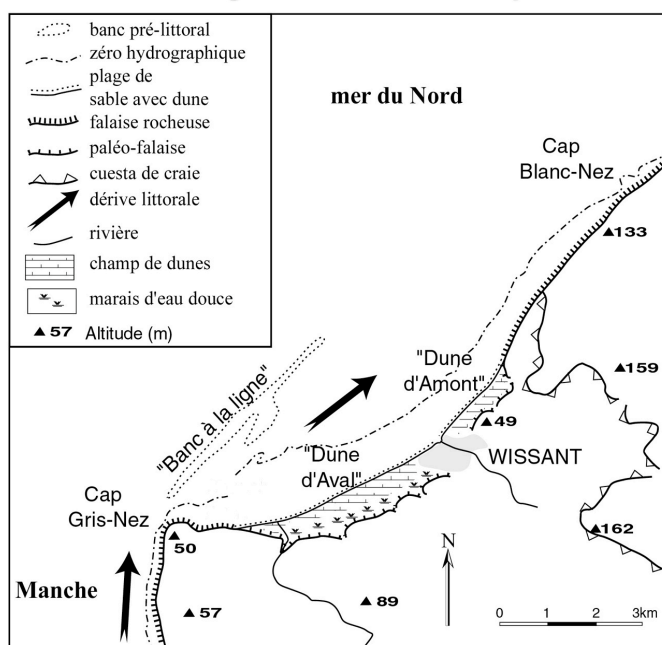 banc pré-littoral
zéro hydrographique
plage de
sable avec dune
falaise rocheuse
paléo-falaise
cuesta de craie
dérive littorale
rivière
champ de dunes
marais d'eau douce
57 Altitude (m)
mer du Nord
Cap
Blanc-Nez
133
"Dune
d'Amont"
159
"Banc à la ligne"
49
"Dune
d'Aval"
WISSANT
Cap
Gris-Nez
50
162
N
Manche
57
89
0 1 2 3km